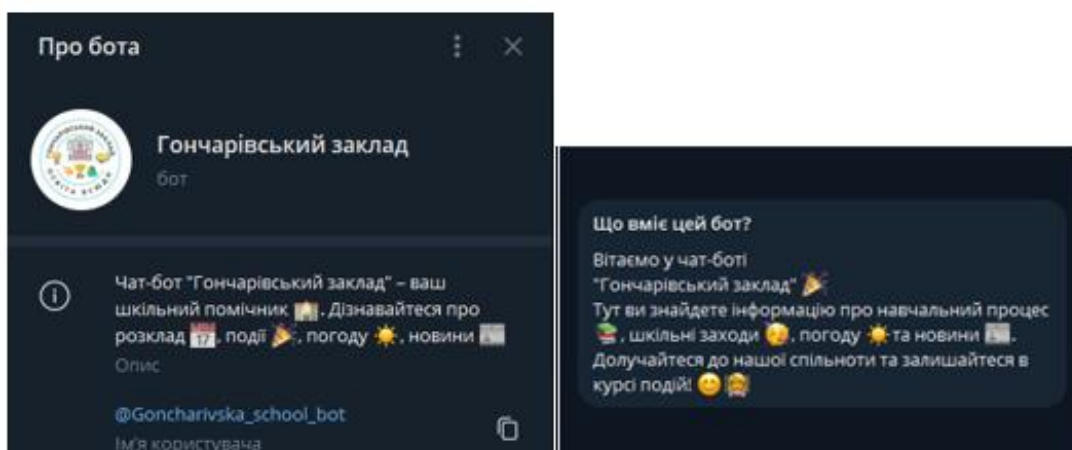 Про бота
Гончарівський заклад
бот
Чат-бот "Гончарівський заклад" – ваш
шкільний помічник 🏫. Дізнавайтеся про
розклад 📅, події 🎉, погоду ☀️, новини 📰
Опис
@Goncharivska_school_bot
Ім'я користувача
Що вміє цей бот?
Вітаємо у чат-боті
"Гончарівський заклад" 🎉
Тут ви знайдете інформацію про навчальний процес
📚, шкільні заходи 🥳, погоду ☀️ та новини 📰.
Долучайтеся до нашої спільноти та залишайтеся в
курсі подій! 😊 👩‍🎓